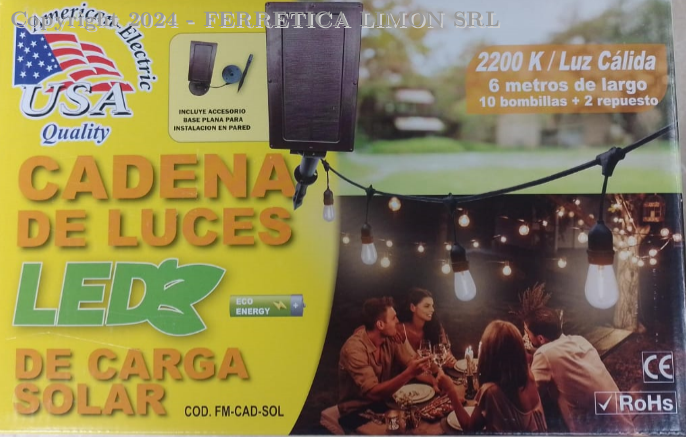 Copyright 2024 - FERRETICA LIMON SRL
American Electric
USA
Quality
INCLUYE ACCESORIO
BASE PLANA PARA
INSTALACION EN PARED
2200 K / Luz Cálida
6 metros de largo
10 bombillas + 2 repuesto
CADENA
DE LUCES
LED
ECO
ENERGY
DE CARGA
SOLAR
COD. FM-CAD-SOL
CE
RoHs